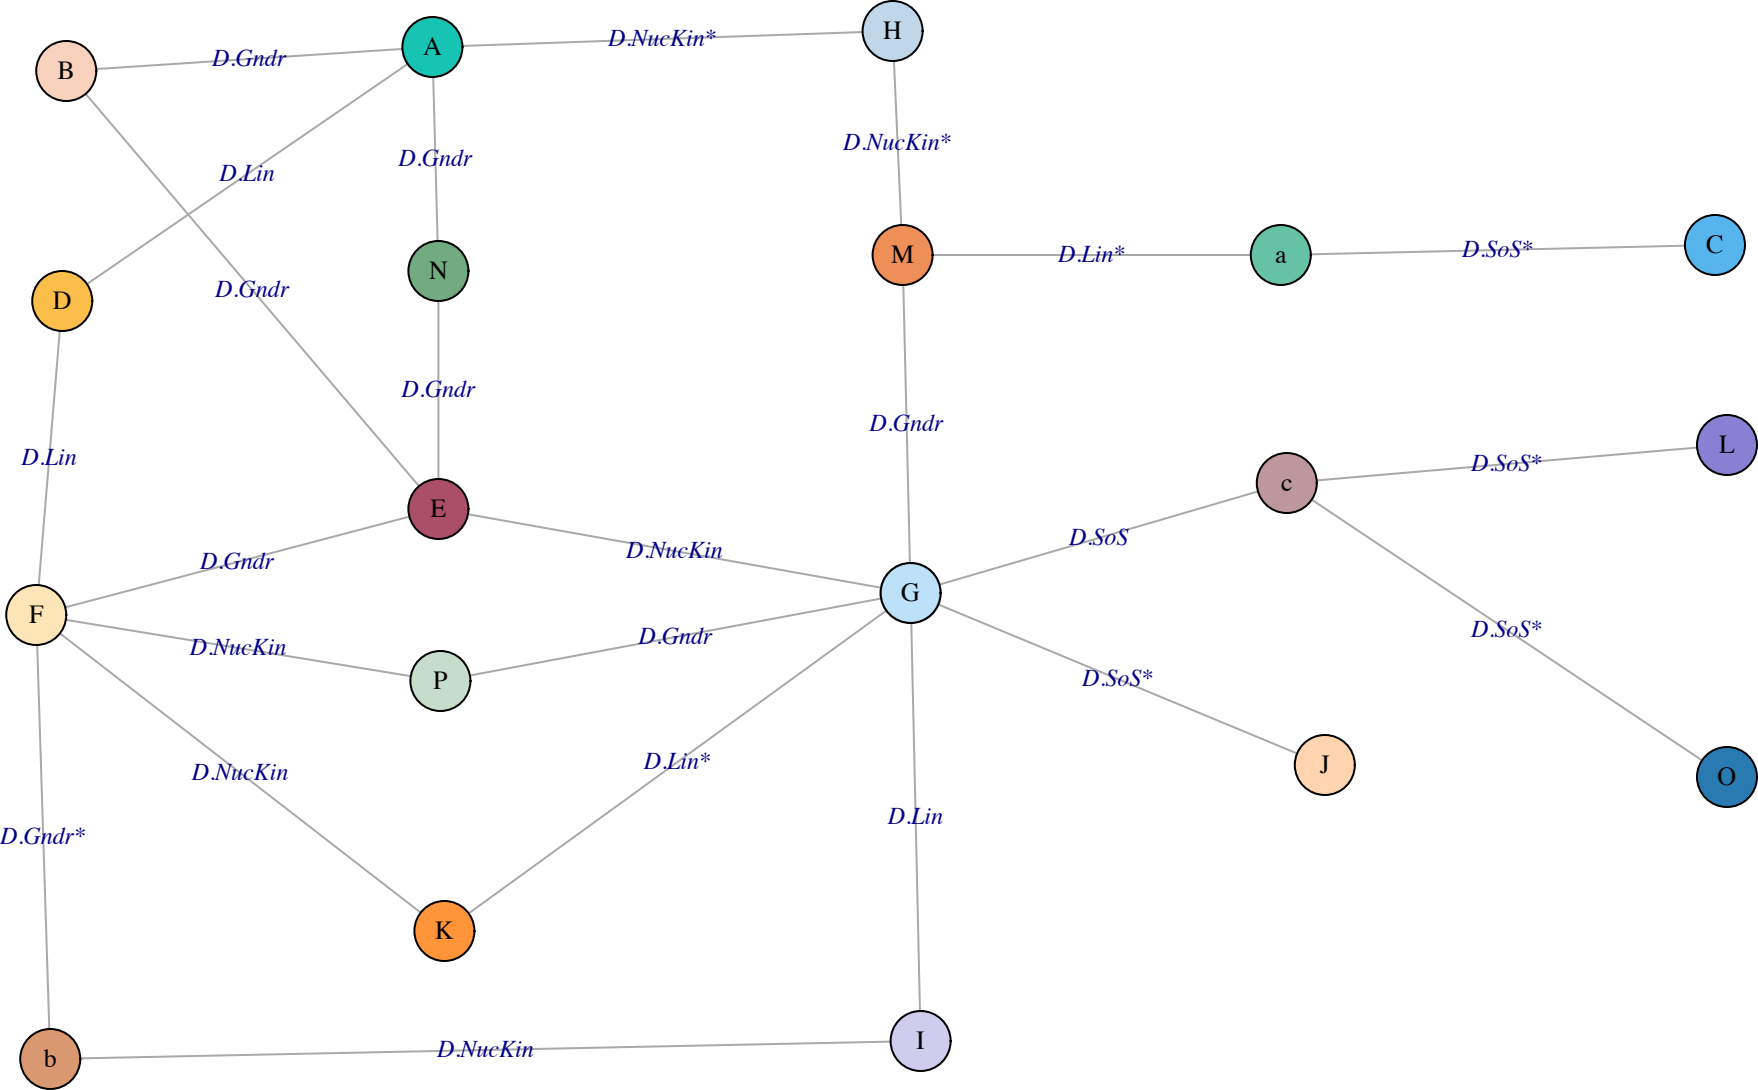 H
A
D.NucKin*
D.Gndr
B
D.NucKin*
D.Gndr
D.Lin
C
D.SoS*
M
D.Lin*
a
N
D.Gndr
D
D.Gndr
D.Gndr
L
D.Lin
D.SoS*
c
E
D.SoS
D.NucKin
D.Gndr
G
F
D.SoS*
D.Gndr
D.NucKin
P
D.SoS*
D.Lin*
J
D.NucKin
O
D.Lin
D.Gndr*
K
I
D.NucKin
b